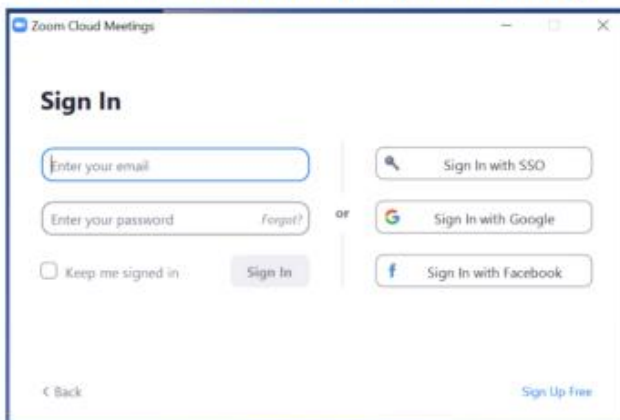 Zoom Cloud Meetings
Sign In
Enter your email
Enter your password Forgot?
Keep me signed in Sign In
or
Sign In with SSO
Sign In with Google
Sign In with Facebook
< Back
Sign Up Free